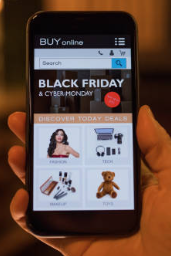 BUY online
Search
BLACK FRIDAY
& CYBER-MONDAY
DISCOVER TODAY DEALS
FASHION
TECH
MAKEUP
TOYS